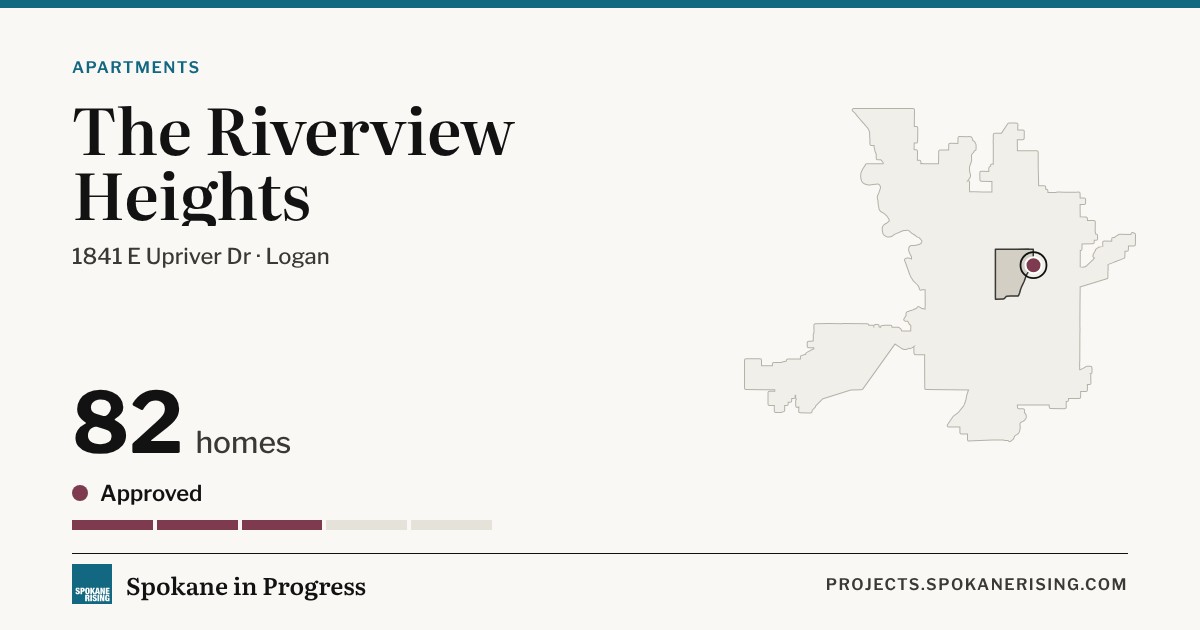 APARTMENTS
The Riverview
Heights
1841 E Upriver Dr · Logan
82 homes
Approved
SPOKANE
RISING
Spokane in Progress
PROJECTS.SPOKANERISING.COM